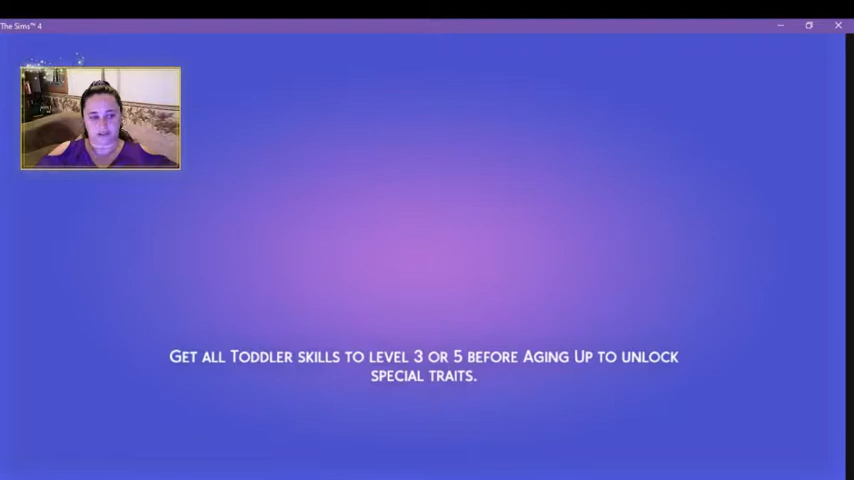 The Sims™ 4
Get all Toddler skills to level 3 or 5 before Aging Up to unlock
special traits.